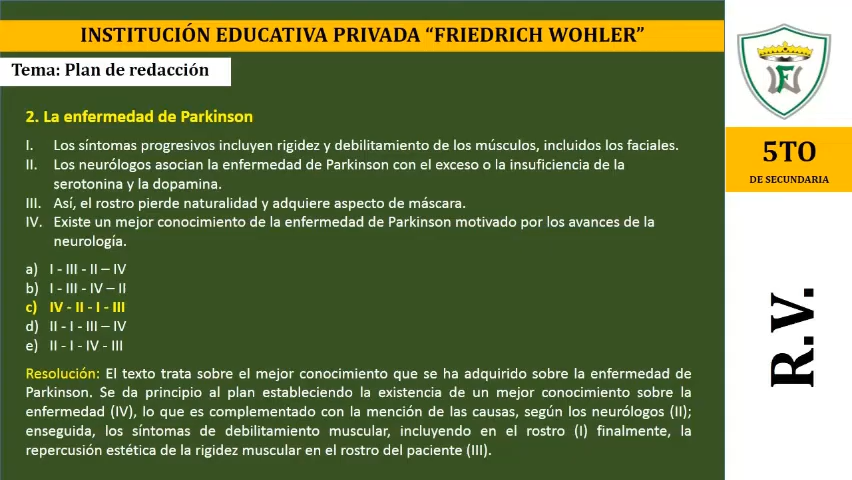 INSTITUCIÓN EDUCATIVA PRIVADA “FRIEDRICH WOHLER”
Tema: Plan de redacción
2. La enfermedad de Parkinson
I. Los síntomas progresivos incluyen rigidez y debilitamiento de los músculos, incluidos los faciales.
II. Los neurólogos asocian la enfermedad de Parkinson con el exceso o la insuficiencia de la
serotonina y la dopamina.
III. Así, el rostro pierde naturalidad y adquiere aspecto de máscara.
IV. Existe un mejor conocimiento de la enfermedad de Parkinson motivado por los avances de la
neurología.
a) I - III - II – IV
b) I - III - IV – II
c) IV - II - I - III
d) II - I - III – IV
e) II - I - IV - III
Resolución: El texto trata sobre el mejor conocimiento que se ha adquirido sobre la enfermedad de
Parkinson. Se da principio al plan estableciendo la existencia de un mejor conocimiento sobre la
enfermedad (IV), lo que es complementado con la mención de las causas, según los neurólogos (II);
enseguida, los síntomas de debilitamiento muscular, incluyendo en el rostro (I) finalmente, la
repercusión estética de la rigidez muscular en el rostro del paciente (III).
5TO
DE SECUNDARIA
R.V.